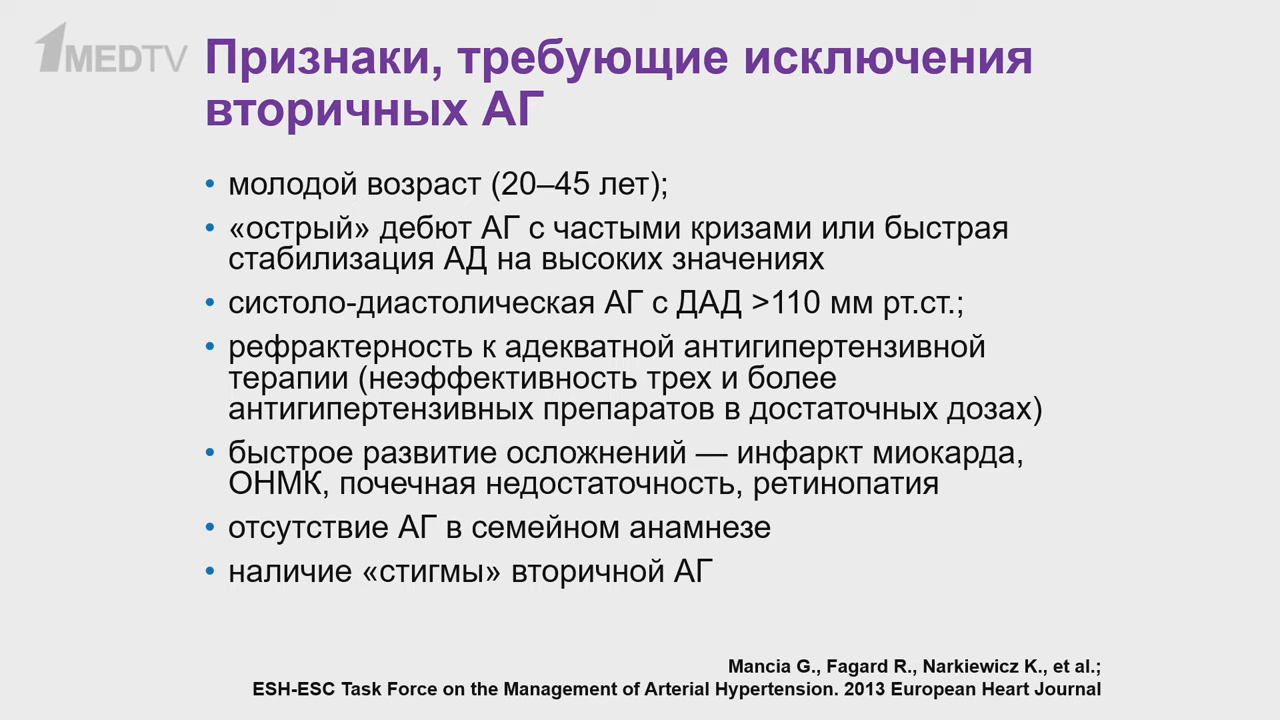 1MEDTV
Признаки, требующие исключения
вторичных АГ
• молодой возраст (20–45 лет);
• «острый» дебют АГ с частыми кризами или быстрая
стабилизация АД на высоких значениях
• систоло-диастолическая АГ с ДАД >110 мм рт.ст.;
• рефрактерность к адекватной антигипертензивной
терапии (неэффективность трех и более
антигипертензивных препаратов в достаточных дозах)
• быстрое развитие осложнений — инфаркт миокарда,
ОНМК, почечная недостаточность, ретинопатия
• отсутствие АГ в семейном анамнезе
• наличие «стигмы» вторичной АГ
Mancia G., Fagard R., Narkiewicz K., et al.;
ESH-ESC Task Force on the Management of Arterial Hypertension. 2013 European Heart Journal